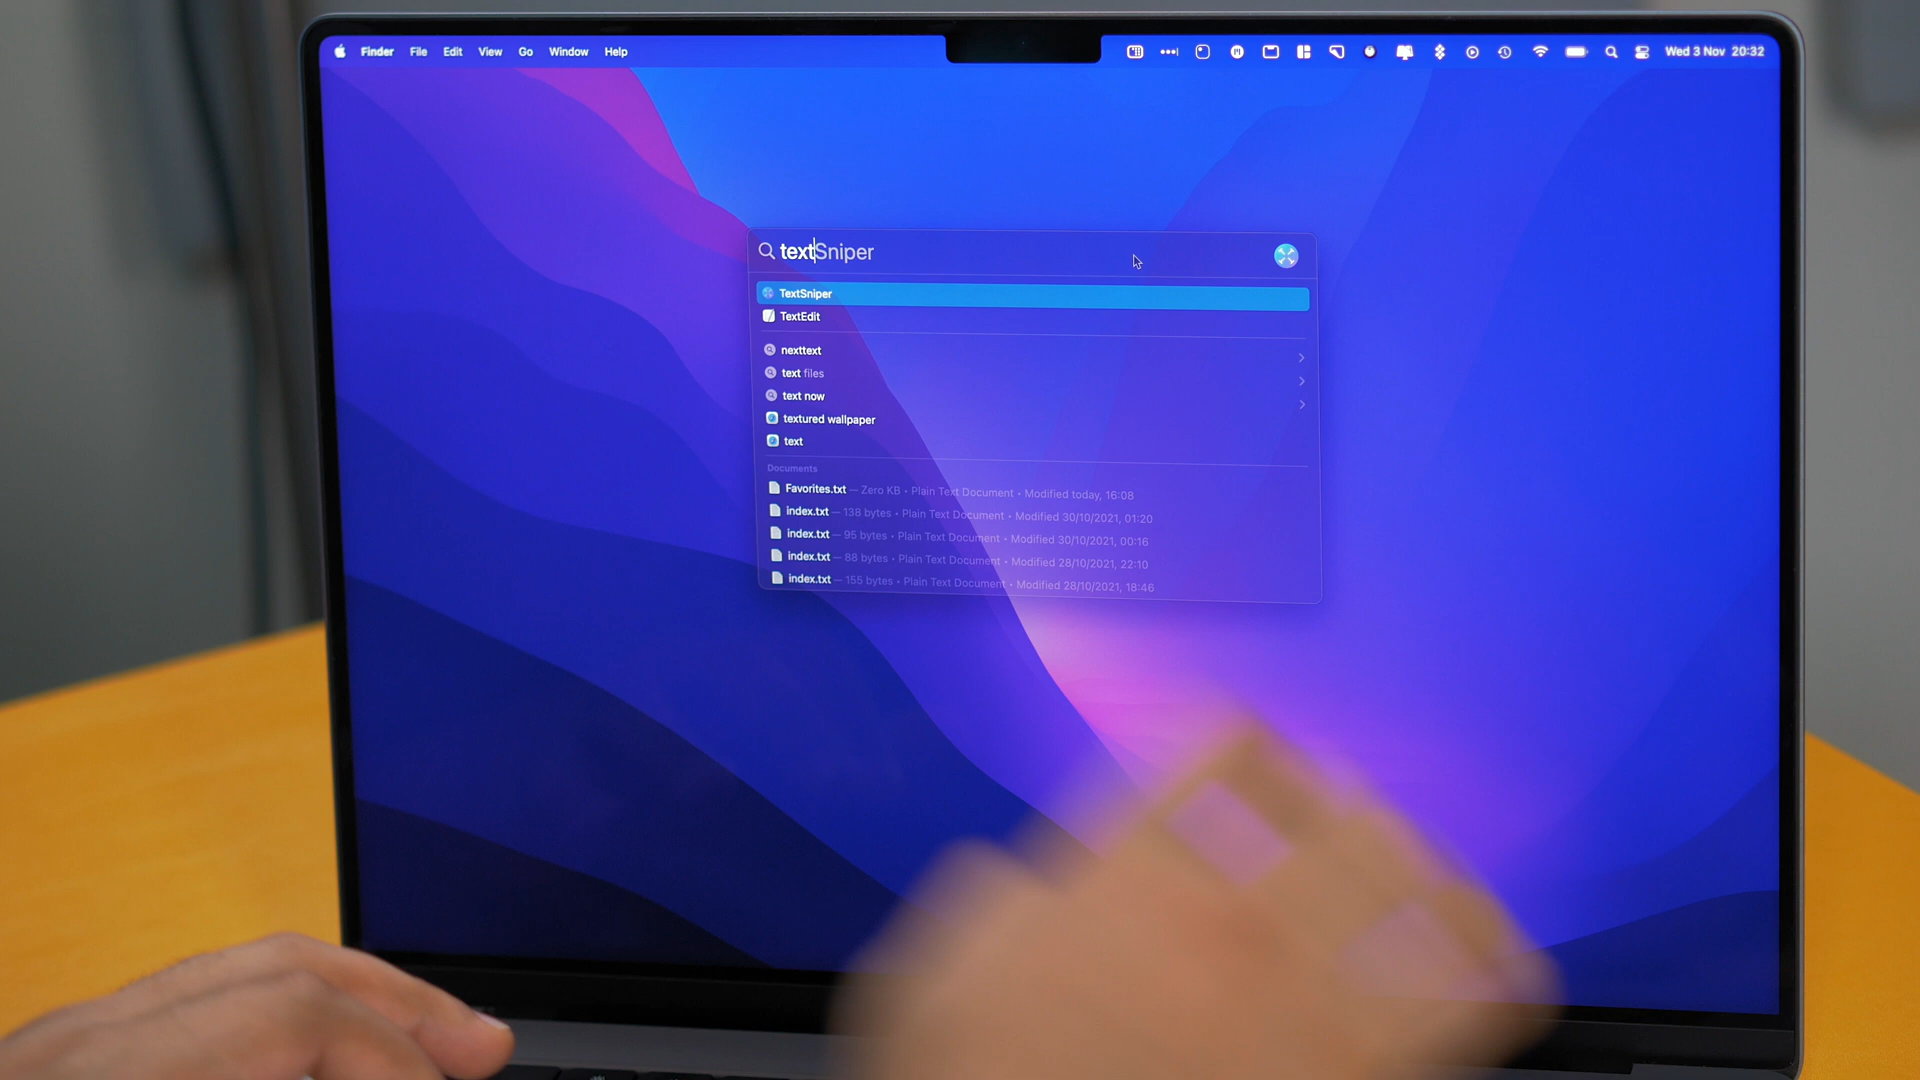 Finder File Edit View Go Window Help Wed 3 Nov 20:32
textSniper
TextSniper
TextEdit
nexttext
text files
text now
textured wallpaper
text
Documents
Favorites.txt — Zero KB • Plain Text Document • Modified today, 16:08
index.txt — 138 bytes • Plain Text Document • Modified 30/10/2021, 01:20
index.txt — 95 bytes • Plain Text Document • Modified 30/10/2021, 00:16
index.txt — 88 bytes • Plain Text Document • Modified 28/10/2021, 22:10
index.txt — 155 bytes • Plain Text Document • Modified 28/10/2021, 18:46